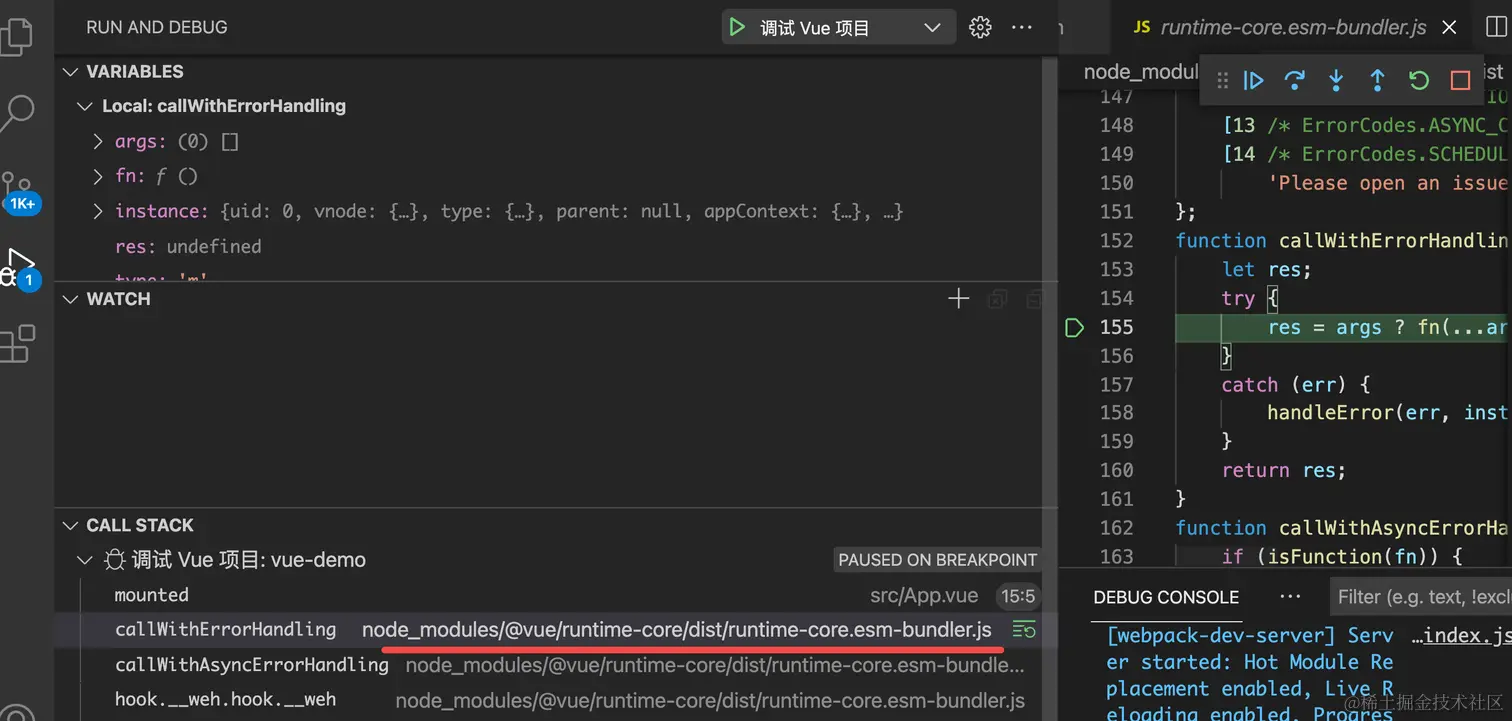 RUN AND DEBUG
调试 Vue 项目
VARIABLES
Local: callWithErrorHandling
args: (0) []
fn: ƒ ()
instance: {uid: 0, vnode: {…}, type: {…}, parent: null, appContext: {…}, …}
res: undefined
type: 'm'
1K+
1
WATCH
CALL STACK
调试 Vue 项目: vue-demo PAUSED ON BREAKPOINT
mounted src/App.vue 15:5
callWithErrorHandling node_modules/@vue/runtime-core/dist/runtime-core.esm-bundler.js
callWithAsyncErrorHandling node_modules/@vue/runtime-core/dist/runtime-core.esm-bundle…
hook.__weh.hook.__weh node_modules/@vue/runtime-core/dist/runtime-core.esm-bundler.js
JS runtime-core.esm-bundler.js
node_modul
147
148 [13 /* ErrorCodes.ASYNC_C
149 [14 /* ErrorCodes.SCHEDUL
150 'Please open an issue
151 };
152 function callWithErrorHandlin
153 let res;
154 try {
155 res = args ? fn(...ar
156 }
157 catch (err) {
158 handleError(err, inst
159 }
160 return res;
161 }
162 function callWithAsyncErrorHa
163 if (isFunction(fn)) {
DEBUG CONSOLE ··· Filter (e.g. text, !exclu
[webpack-dev-server] Serv …index.js
er started: Hot Module Re
placement enabled, Live R
eloading enabled, Progres
@稀土掘金技术社区